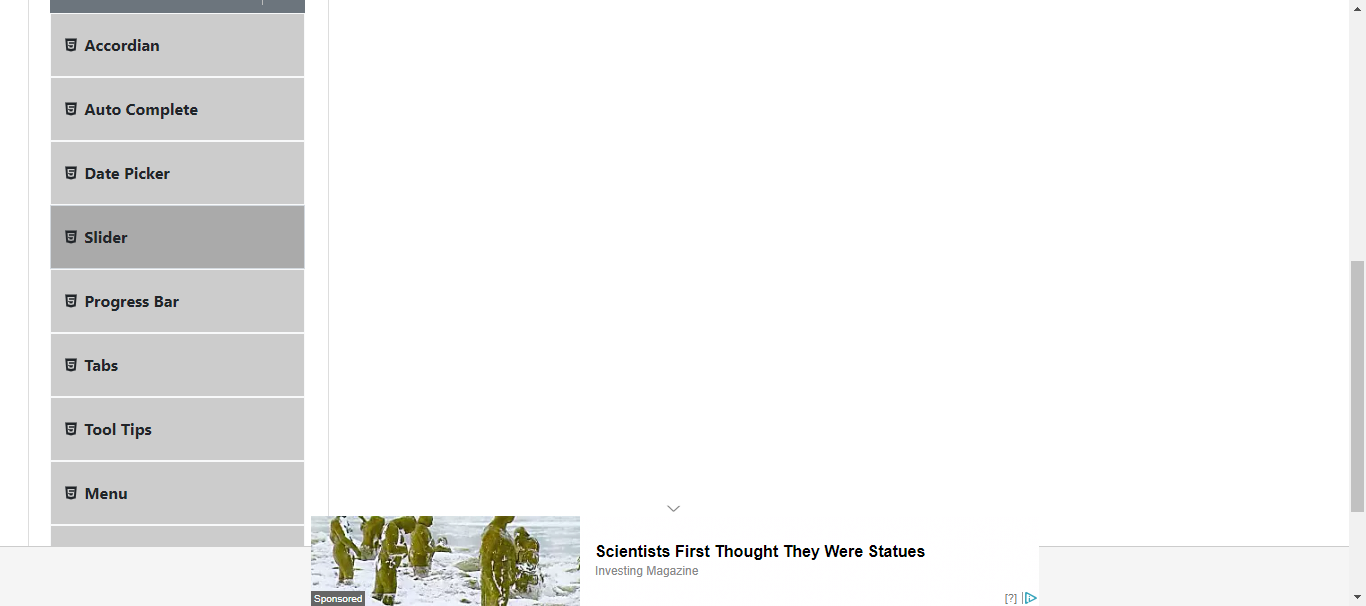 Accordian
Auto Complete
Date Picker
Slider
Progress Bar
Tabs
Tool Tips
Menu
Scientists First Thought They Were Statues
Investing Magazine
Sponsored
[?]